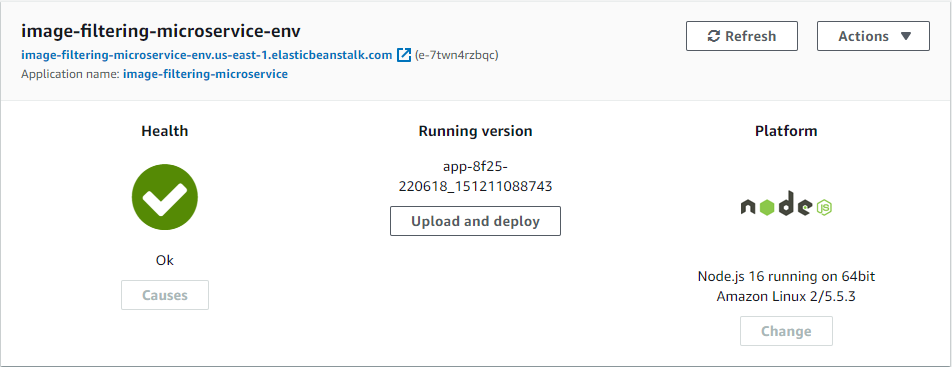 image-filtering-microservice-env
Refresh
Actions
image-filtering-microservice-env.us-east-1.elasticbeanstalk.com (e-7twn4rzbqc)
Application name: image-filtering-microservice
Health
Ok
Causes
Running version
app-8f25-
220618_151211088743
Upload and deploy
Platform
node JS
Node.js 16 running on 64bit
Amazon Linux 2/5.5.3
Change